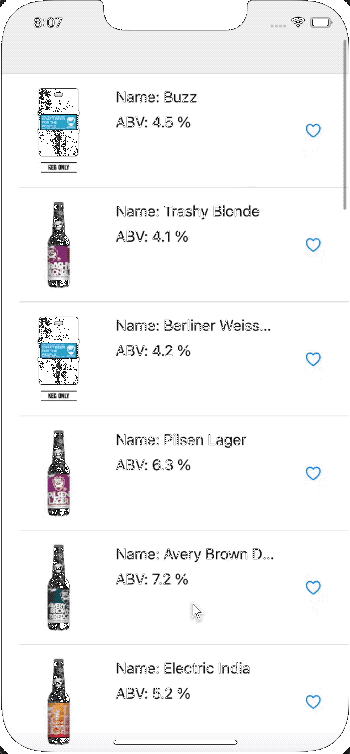 8:07
Name: Buzz
ABV: 4.5 %
KEG ONLY
Name: Trashy Blonde
ABV: 4.1 %
Name: Berliner Weiss...
ABV: 4.2 %
KEG ONLY
Name: Pilsen Lager
ABV: 6.3 %
Name: Avery Brown D...
ABV: 7.2 %
Name: Electric India
ABV: 5.2 %